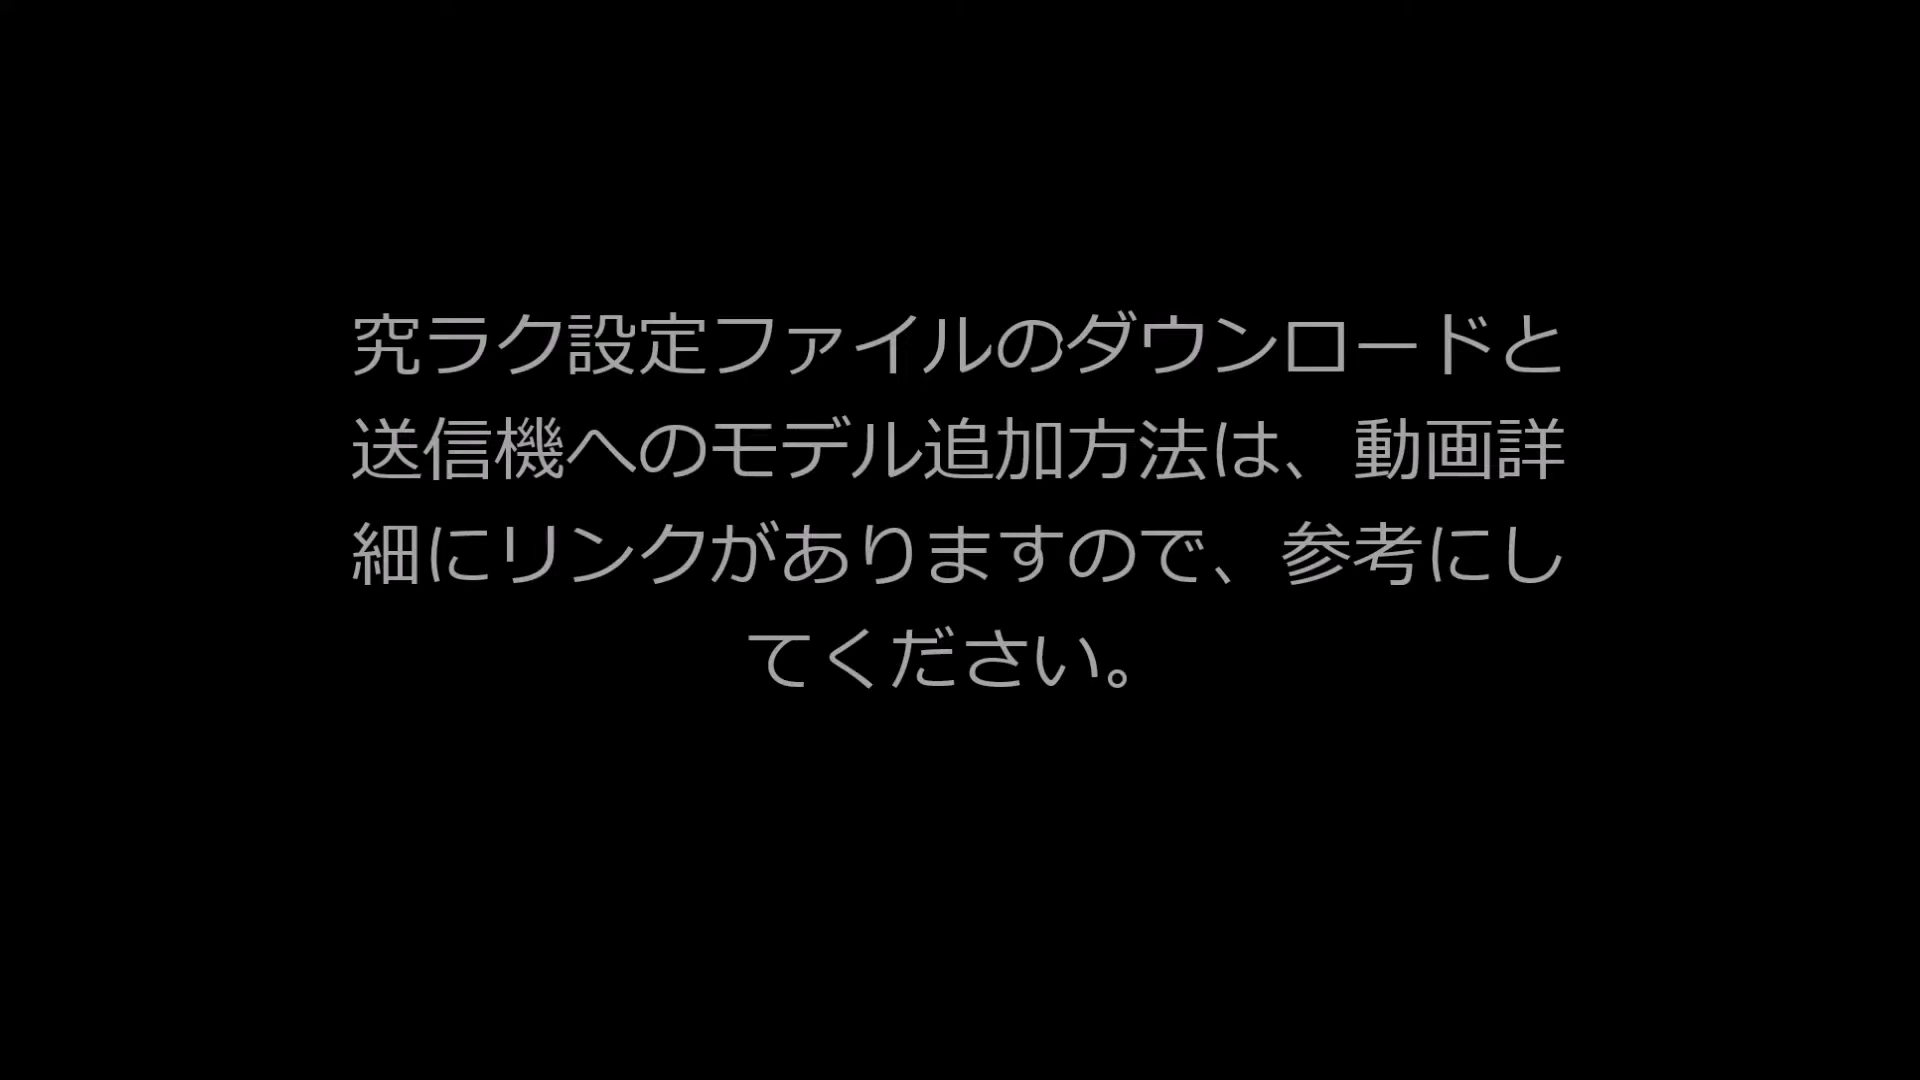 究ラク設定ファイルのダウンロードと
送信機へのモデル追加方法は、動画詳
細にリンクがありますので、参考にし
てください。